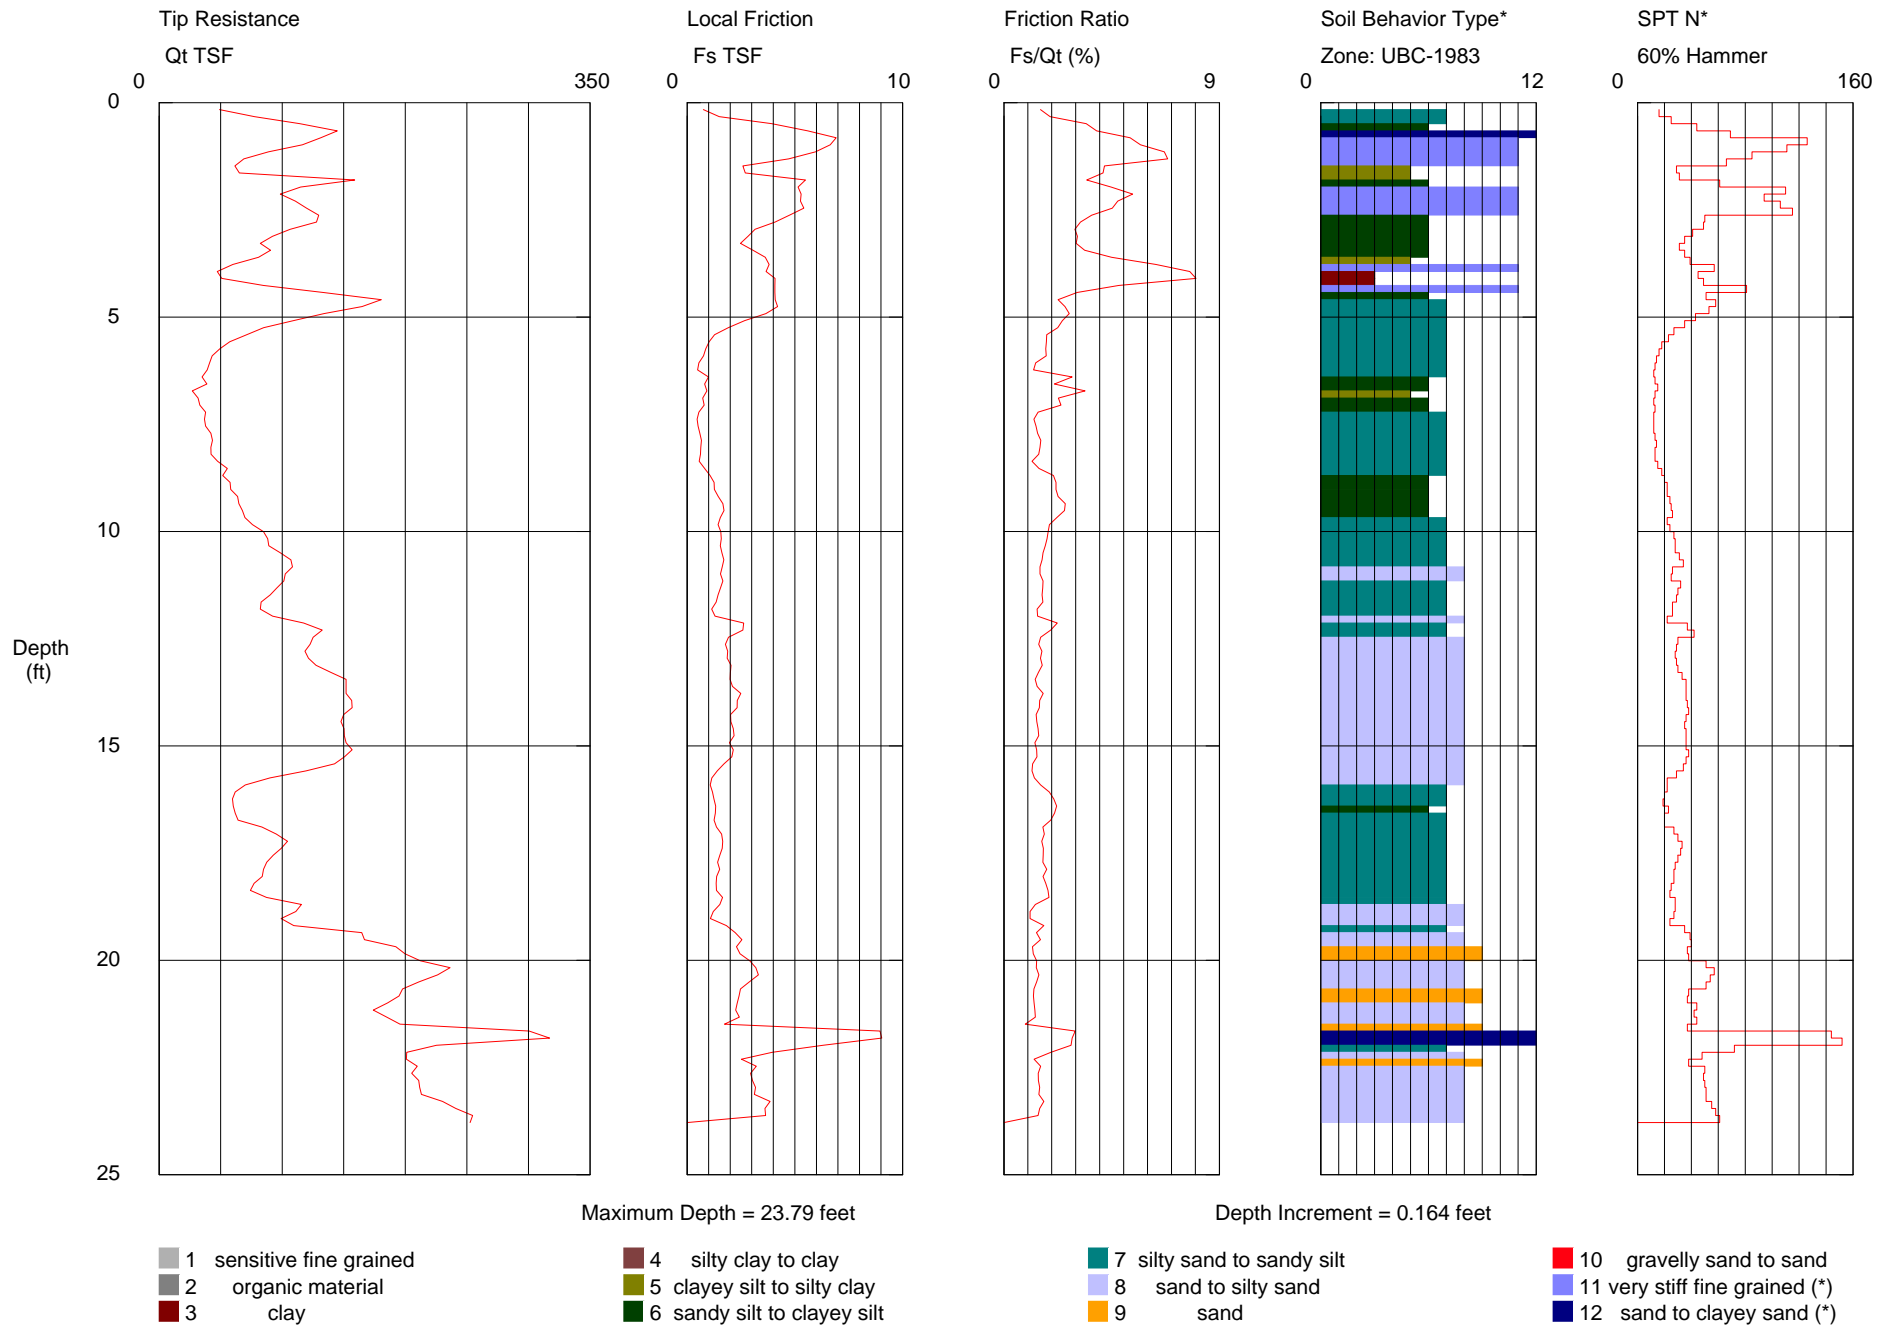 Tip Resistance Local Friction Friction Ratio Soil Behavior Type* SPT N*
Qt TSF Fs TSF Fs/Qt (%) Zone: UBC-1983 60% Hammer
0 350 0 10 0 9 0 12 0 160
0
5
10
15
20
25
Depth
(ft)
Maximum Depth = 23.79 feet Depth Increment = 0.164 feet
1 sensitive fine grained 4 silty clay to clay 7 silty sand to sandy silt 10 gravelly sand to sand
2 organic material 5 clayey silt to silty clay 8 sand to silty sand 11 very stiff fine grained (*)
3 clay 6 sandy silt to clayey silt 9 sand 12 sand to clayey sand (*)